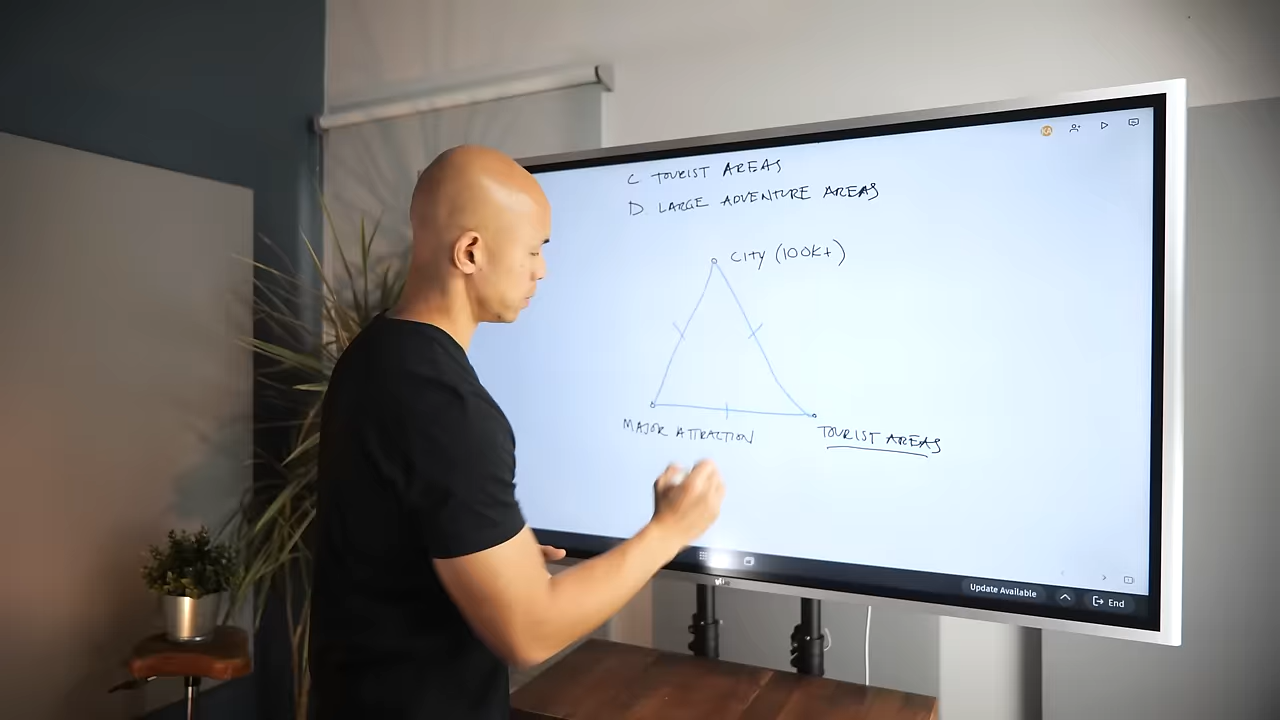 C TOURIST AREAS
D. LARGE ADVENTURE AREAS
CITY (100K+)
MAJOR ATTRACTION
TOURIST AREAS
Update Available
End